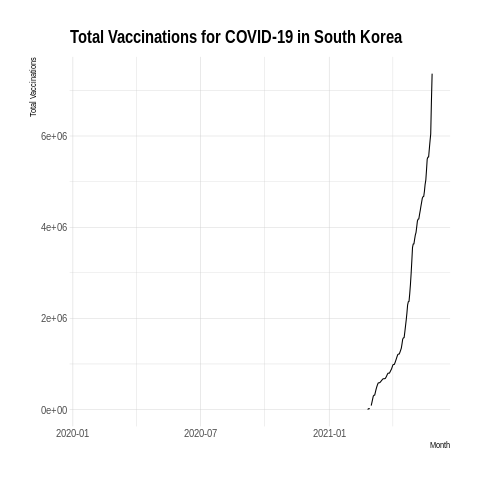 Total Vaccinations for COVID-19 in South Korea
Total Vaccinations
6e+06
4e+06
2e+06
0e+00
2020-01 2020-07 2021-01
Month